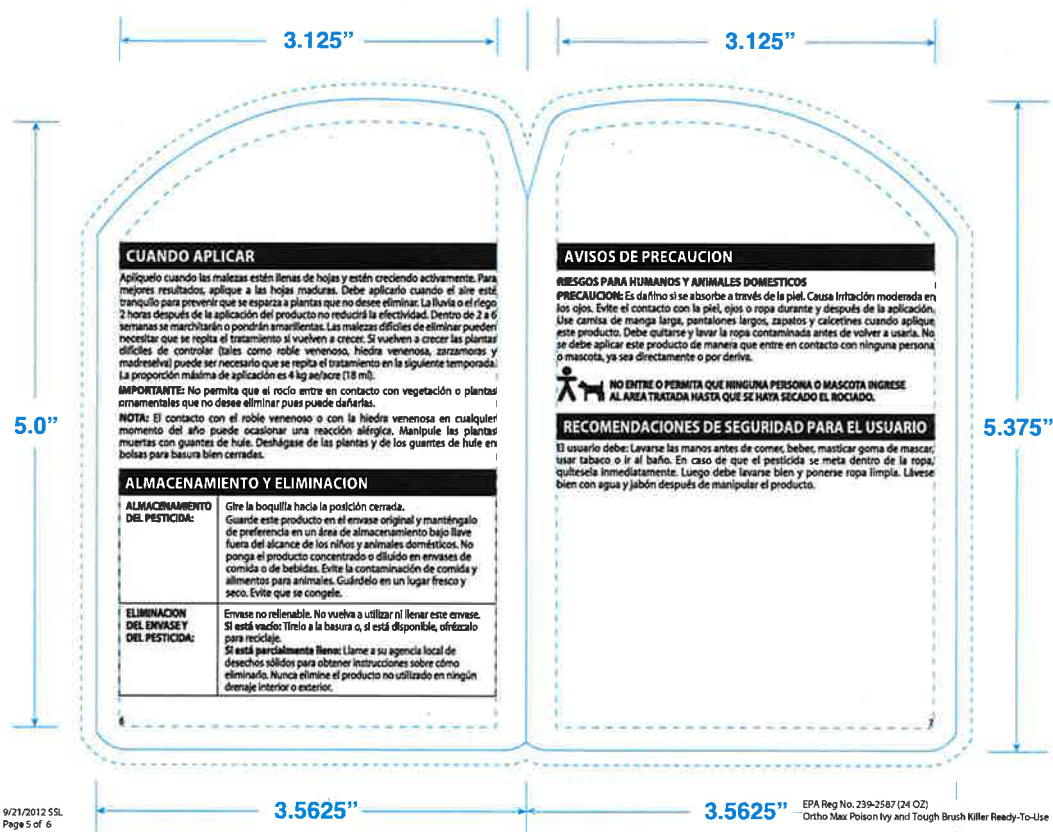 3.125”
3.125”
5.0”
5.375”
CUANDO APLICAR
Aplíquelo cuando las malezas estén llenas de hojas y estén creciendo activamente. Para
mejores resultados, aplique a las hojas maduras. Debe aplicarlo cuando el aire esté
tranquilo para prevenir que se esparza a plantas que no desee eliminar. La lluvia o el riego
2 horas después de la aplicación del producto no reducirá la efectividad. Dentro de 2 a 6
semanas se marchitarán o pondrán amarillentas. Las malezas difíciles de eliminar pueden
necesitar que se repita el tratamiento si vuelven a crecer. Si vuelven a crecer las plantas
difíciles de controlar (tales como roble venenoso, hiedra venenosa, zarzamoras y
madreselva) puede ser necesario que se repita el tratamiento en la siguiente temporada.
La proporción máxima de aplicación es 4 kg ae/acre (18 ml).
IMPORTANTE: No permita que el rocío entre en contacto con vegetación o plantas
ornamentales que no desee eliminar pues puede dañarlas.
NOTA: El contacto con el roble venenoso o con la hiedra venenosa en cualquier
momento del año puede ocasionar una reacción alérgica. Manipule las plantas
muertas con guantes de hule. Deshágase de las plantas y de los guantes de hule en
bolsas para basura bien cerradas.
ALMACENAMIENTO Y ELIMINACION
ALMACENAMIENTO
DEL PESTICIDA:
Gire la boquilla hacia la posición cerrada.
Guarde este producto en el envase original y manténgalo
de preferencia en un área de almacenamiento bajo llave
fuera del alcance de los niños y animales domésticos. No
ponga el producto concentrado o diluido en envases de
comida o de bebidas. Evite la contaminación de comida y
alimentos para animales. Guárdelo en un lugar fresco y
seco. Evite que se congele.
ELIMINACION
DEL ENVASE Y
DEL PESTICIDA:
Envase no rellenable. No vuelva a utilizar ni llenar este envase.
Si está vacío: Tírelo a la basura o, si está disponible, ofrézcalo
para reciclaje.
Si está parcialmente lleno: Llame a su agencia local de
desechos sólidos para obtener instrucciones sobre cómo
eliminarlo. Nunca elimine el producto no utilizado en ningún
drenaje interior o exterior.
6
AVISOS DE PRECAUCION
RIESGOS PARA HUMANOS Y ANIMALES DOMESTICOS
PRECAUCION: Es dañino si se absorbe a través de la piel. Causa irritación moderada en
los ojos. Evite el contacto con la piel, ojos o ropa durante y después de la aplicación.
Use camisa de manga larga, pantalones largos, zapatos y calcetines cuando aplique
este producto. Debe quitarse y lavar la ropa contaminada antes de volver a usarla. No
se debe aplicar este producto de manera que entre en contacto con ninguna persona
o mascota, ya sea directamente o por deriva.
NO ENTRE O PERMITA QUE NINGUNA PERSONA O MASCOTA INGRESE
AL AREA TRATADA HASTA QUE SE HAYA SECADO EL ROCIADO.
RECOMENDACIONES DE SEGURIDAD PARA EL USUARIO
El usuario debe: Lavarse las manos antes de comer, beber, masticar goma de mascar,
usar tabaco o ir al baño. En caso de que el pesticida se meta dentro de la ropa,
quítesela inmediatamente. Luego debe lavarse bien y ponerse ropa limpia. Lávese
bien con agua y jabón después de manipular el producto.
7
3.5625”
3.5625”
9/21/2012 SSL
Page 5 of 6
EPA Reg No. 239-2587 (24 OZ)
Ortho Max Poison Ivy and Tough Brush Killer Ready-To-Use